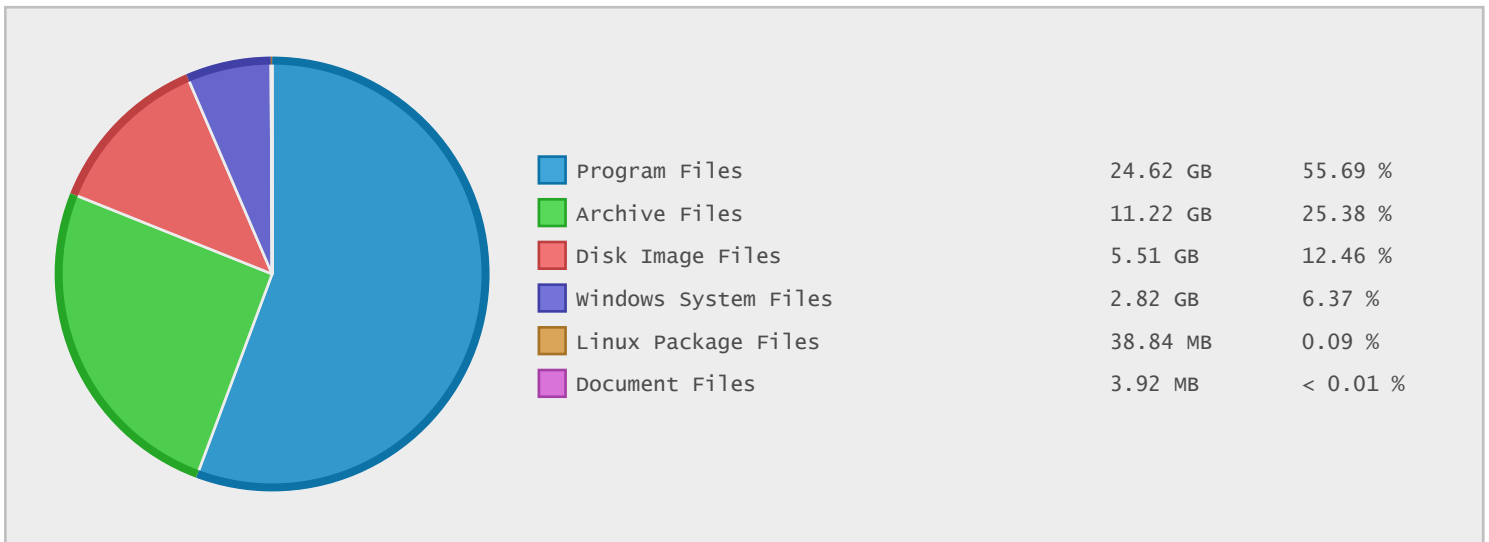 Program Files 24.62 GB 55.69 %
Archive Files 11.22 GB 25.38 %
Disk Image Files 5.51 GB 12.46 %
Windows System Files 2.82 GB 6.37 %
Linux Package Files 38.84 MB 0.09 %
Document Files 3.92 MB < 0.01 %